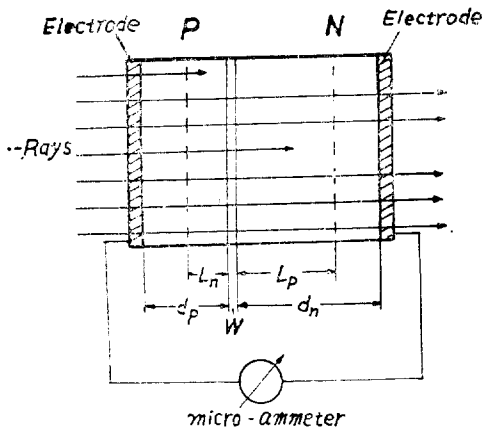 Electrode P N Electrode
--Rays
Ln Lp
dp dn
W
micro-ammeter